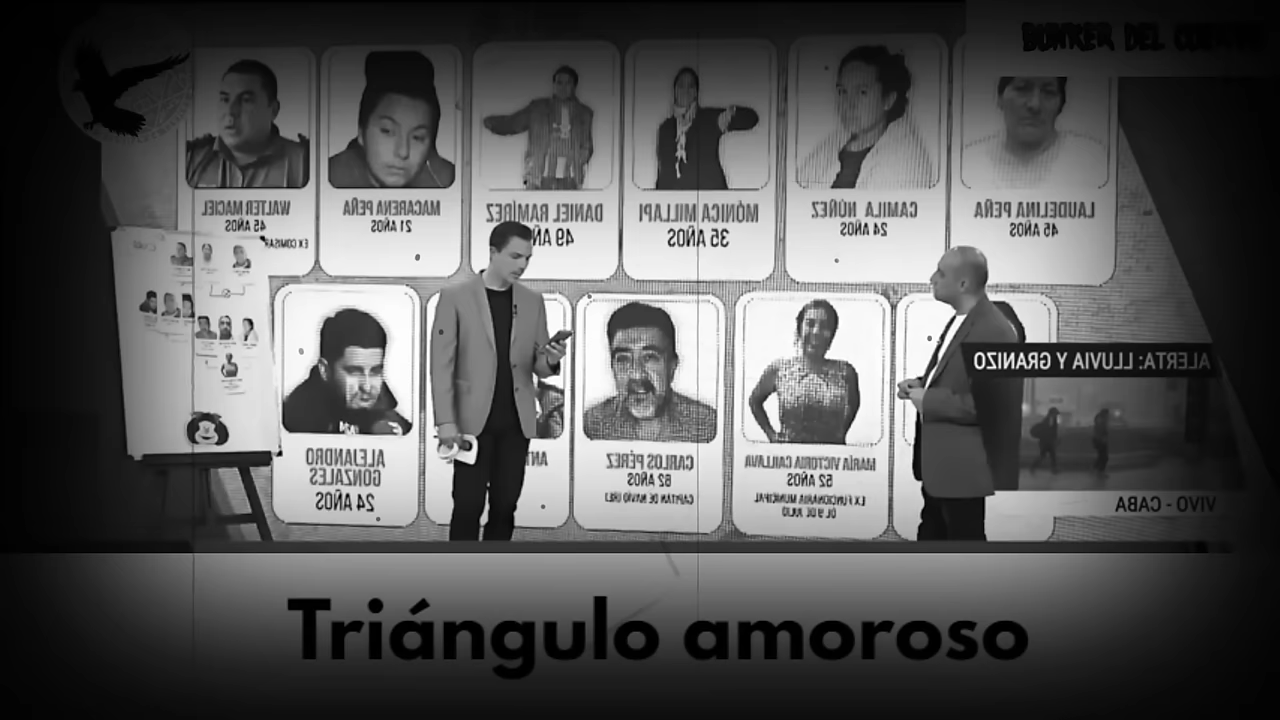 BUNKER DEL
WALTER MACIEL
45 AÑOS
EX COMISAR
MACARENA PEÑA
21 AÑOS
DANIEL RAMÍREZ
49 AÑ
MÓNICA MILLAPI
35 AÑOS
CAMILA NÚÑEZ
24 AÑOS
LAUDELINA PEÑA
45 AÑOS
ALERTA: LLUVIA Y GRANIZO
ALEJANDRO
GONZALES
24 AÑOS
ANT
CARLOS PÉREZ
62 AÑOS
CAPITÁN DE NAVÍO (RE)
MARÍA VICTORIA CAILLAVA
52 AÑOS
EX FUNCIONARIA MUNICIPAL
DE 9 DE JULIO
VIVO - CABA
Triángulo amoroso